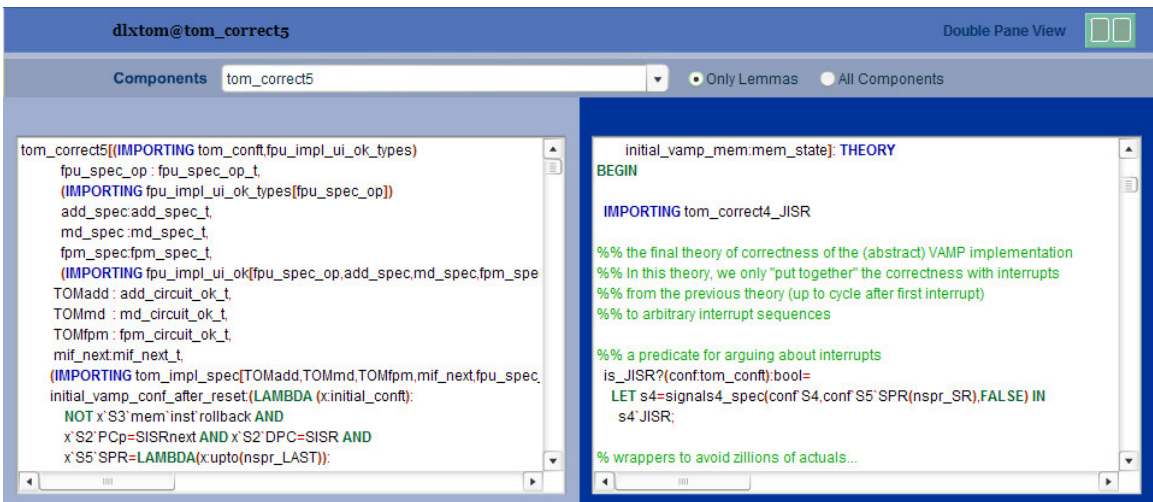 dlxtom@tom_correct5
Double Pane View
Components
tom_correct5
Only Lemmas
All Components
tom_correct5[(IMPORTING tom_conft,fpu_impl_ui_ok_types)
fpu_spec_op : fpu_spec_op_t,
(IMPORTING fpu_impl_ui_ok_types[fpu_spec_op])
add_spec:add_spec_t,
md_spec :md_spec_t,
fpm_spec:fpm_spec_t,
(IMPORTING fpu_impl_ui_ok[fpu_spec_op,add_spec,md_spec,fpm_spe
TOMadd : add_circuit_ok_t,
TOMmd : md_circuit_ok_t,
TOMfpm : fpm_circuit_ok_t,
mif_next:mif_next_t,
(IMPORTING tom_impl_spec[TOMadd,TOMmd,TOMfpm,mif_next,fpu_spec_
initial_vamp_conf_after_reset:(LAMBDA (x:initial_conft):
NOT x`S3`mem`inst`rollback AND
x`S2`PCp=SISRnext AND x`S2`DPC=SISR AND
x`S5`SPR=LAMBDA(x:upto(nspr_LAST)):
initial_vamp_mem:mem_state]: THEORY
BEGIN
IMPORTING tom_correct4_JISR
%% the final theory of correctness of the (abstract) VAMP implementation
%% In this theory, we only "put together" the correctness with interrupts
%% from the previous theory (up to cycle after first interrupt)
%% to arbitrary interrupt sequences
%% a predicate for arguing about interrupts
is_JISR?(conf:tom_conft):bool=
LET s4=signals4_spec(conf`S4,conf`S5`SPR(nspr_SR),FALSE) IN
s4`JISR;
% wrappers to avoid zillions of actuals...